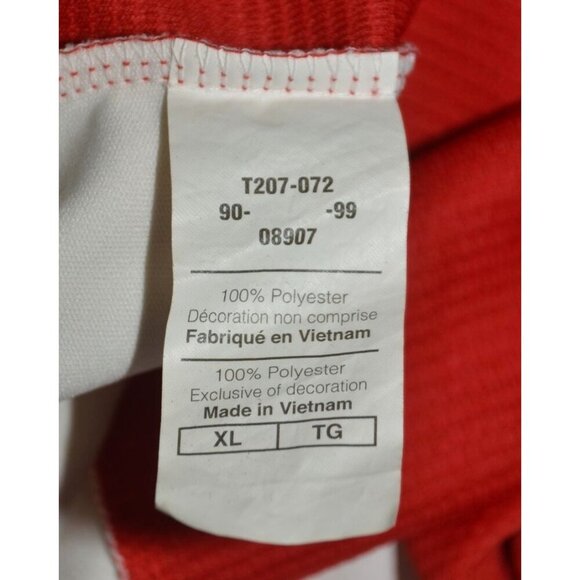 T207-072
90- -99
08907
100% Polyester
Décoration non comprise
Fabriqué en Vietnam
100% Polyester
Exclusive of decoration
Made in Vietnam
XL TG